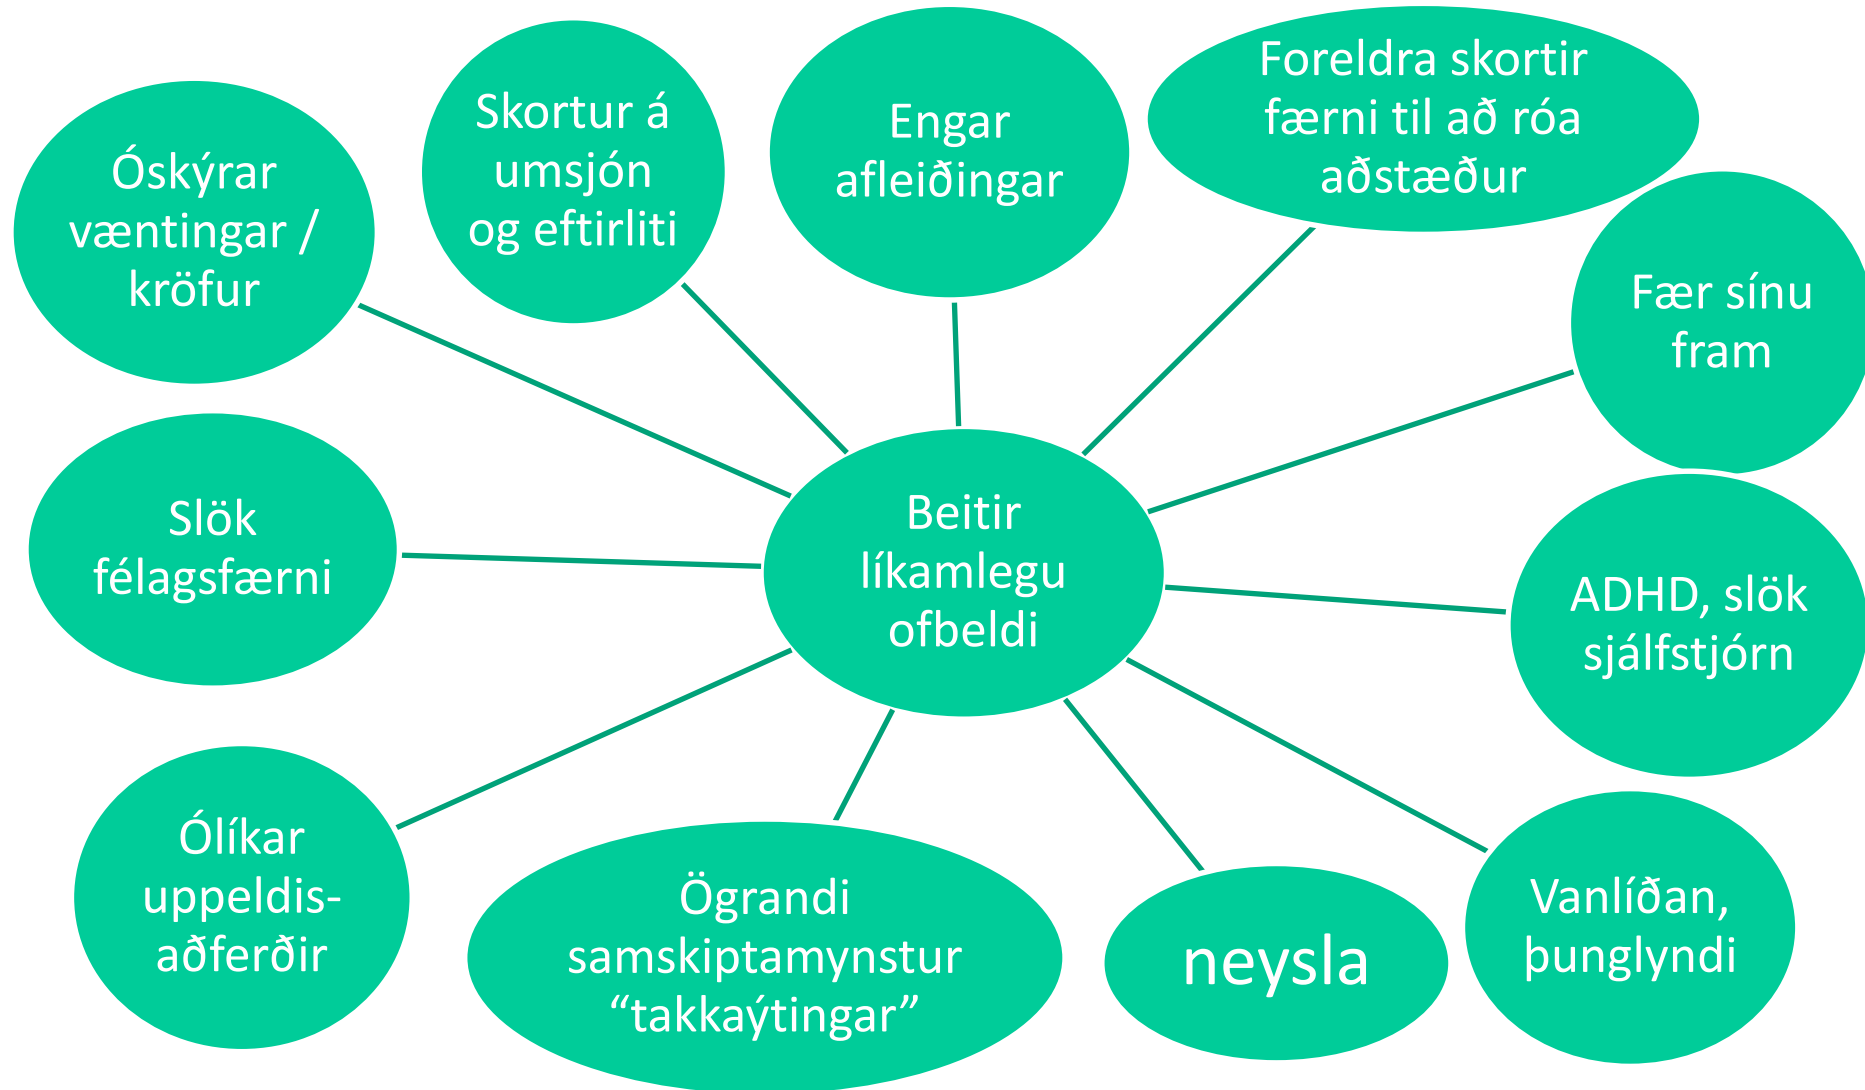 Óskýrar
væntingar /
kröfur
Skortur á
umsjón
og eftirliti
Engar
afleiðingar
Foreldra skortir
færni til að róa
aðstæður
Fær sínu
fram
Slök
félagsfærni
Beitir
líkamlegu
ofbeldi
ADHD, slök
sjálfstjórn
Ólíkar
uppeldis-
aðferðir
Ögrandi
samskiptamynstur
“takkaýtingar”
neysla
Vanlíðan,
þunglyndi